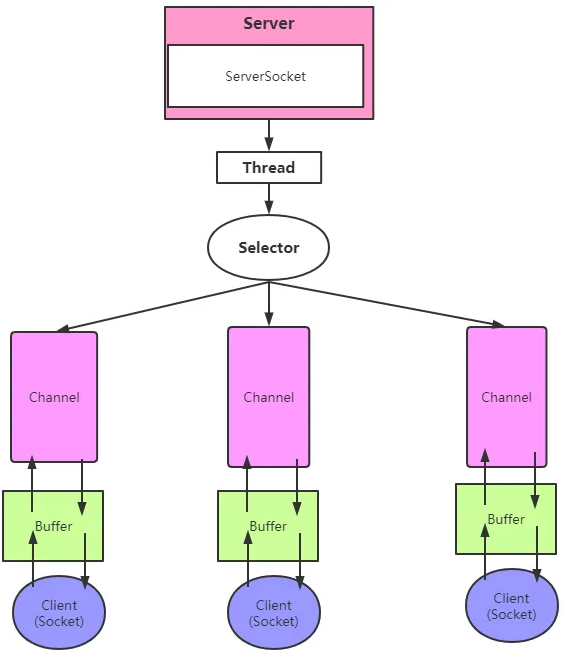 Server
ServerSocket
Thread
Selector
Channel
Channel
Channel
Buffer
Buffer
Buffer
Client
(Socket)
Client
(Socket)
Client
(Socket)